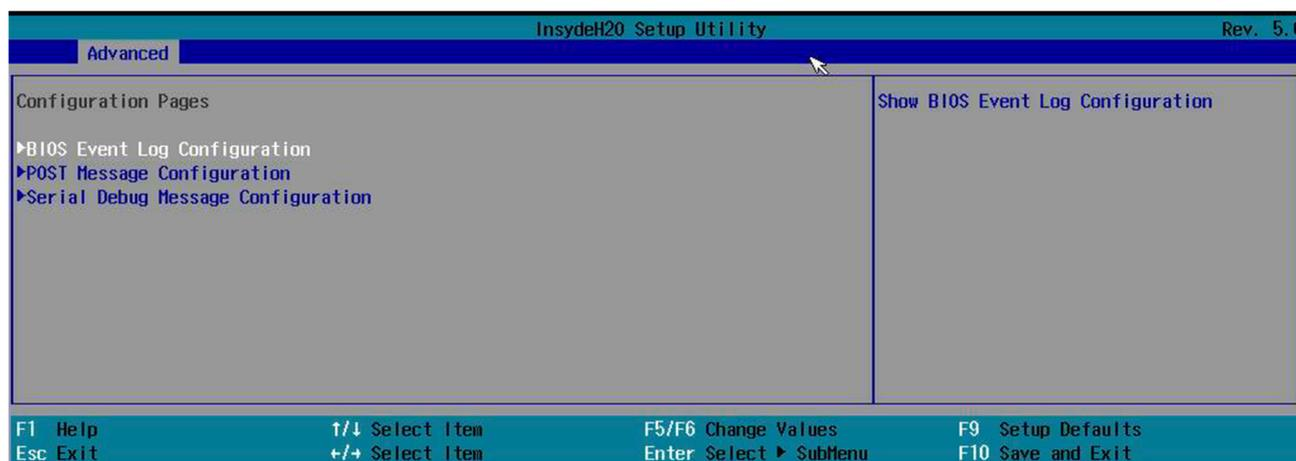 InsydeH20 Setup Utility Rev. 5.
Advanced
Configuration Pages
Show BIOS Event Log Configuration
▶BIOS Event Log Configuration
▶POST Message Configuration
▶Serial Debug Message Configuration
F1 Help ↑/↓ Select Item F5/F6 Change Values F9 Setup Defaults
Esc Exit ←/→ Select Item Enter Select ▶ SubMenu F10 Save and Exit